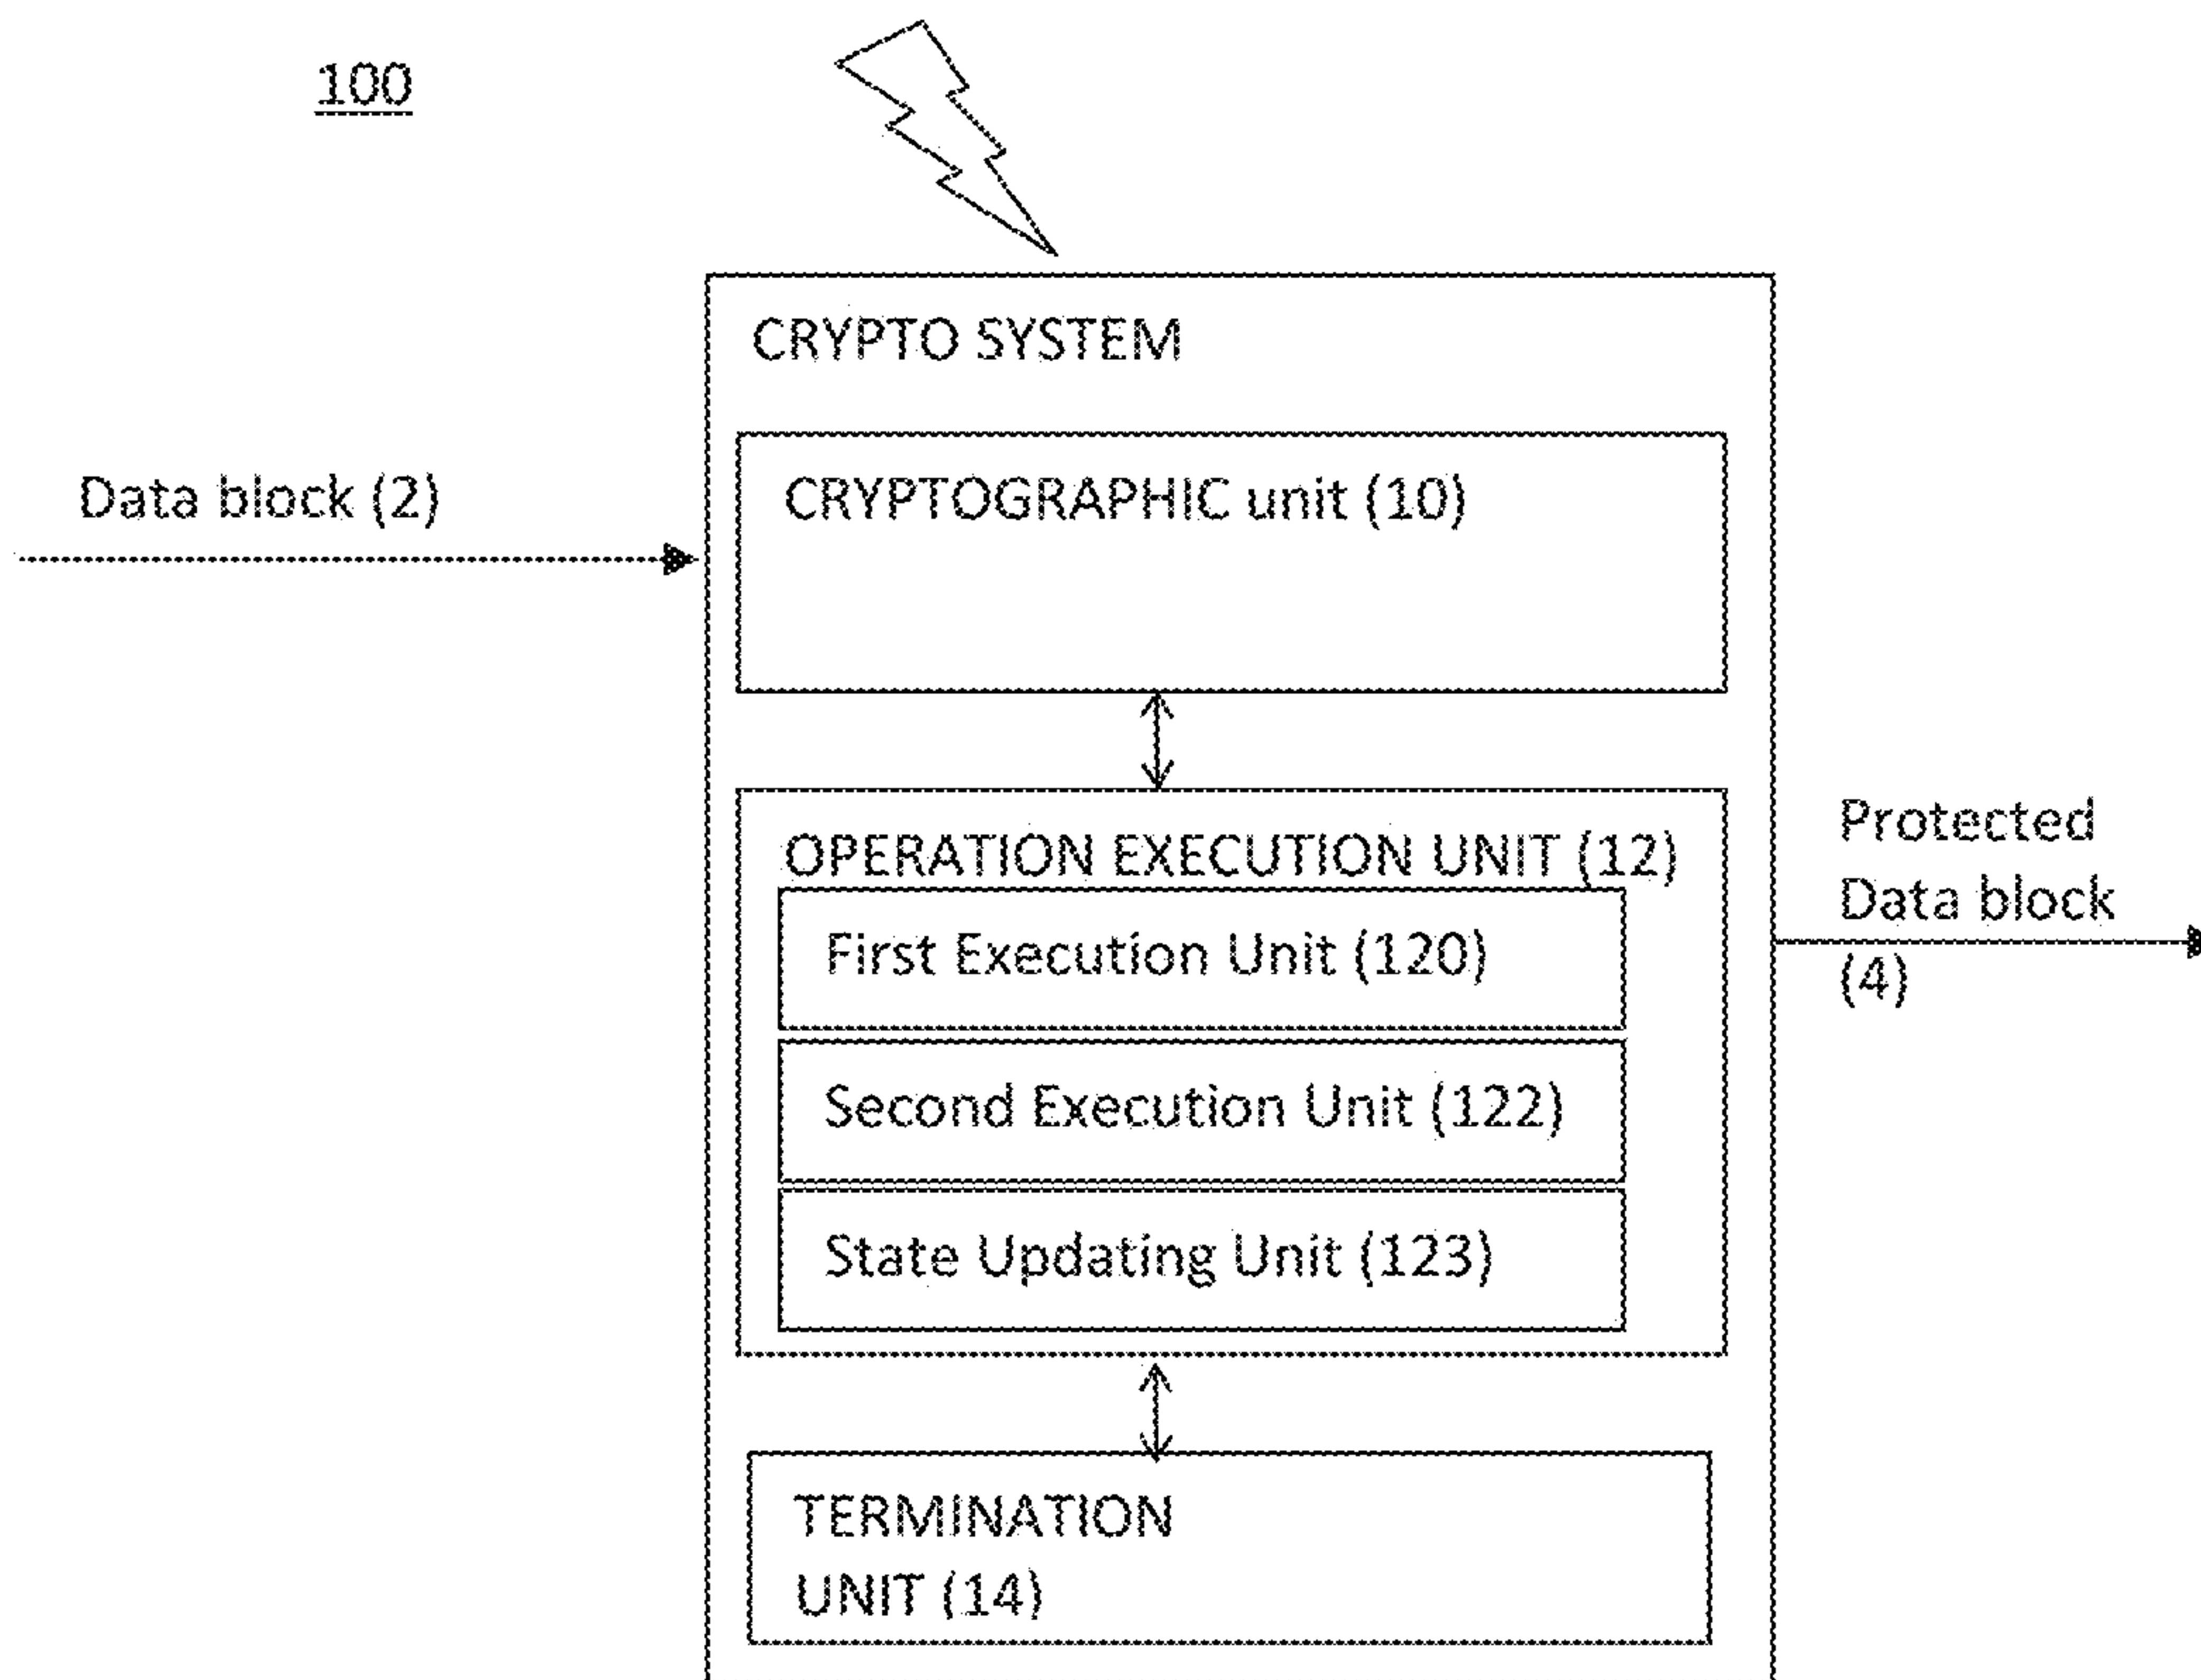 100
CRYPTO SYSTEM
Data block (2)
CRYPTOGRAPHIC unit (10)
OPERATION EXECUTION UNIT (12)
First Execution Unit (120)
Second Execution Unit (122)
State Updating Unit (123)
Protected
Data block
(4)
TERMINATION
UNIT (14)